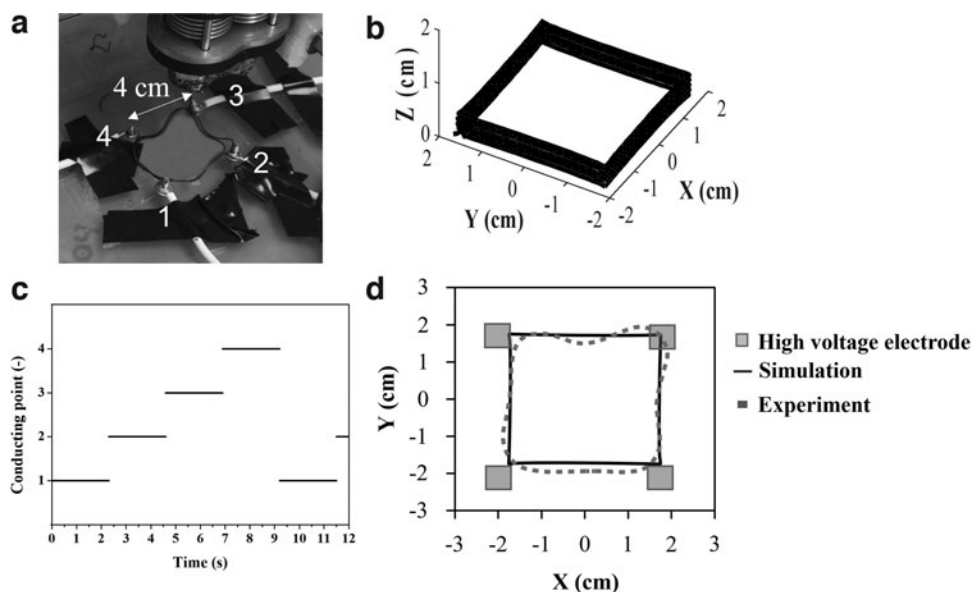 a
4 cm
3
4
2
1
b
2
1
0
Z (cm)
2
1
0
-1
-2
Y (cm)
2
1
0
-1
-2
X (cm)
c
4
3
2
1
Conducting point (-)
0 1 2 3 4 5 6 7 8 9 10 11 12
Time (s)
d
3
2
1
0
-1
-2
-3
Y (cm)
-3 -2 -1 0 1 2 3
X (cm)
High voltage electrode
Simulation
Experiment